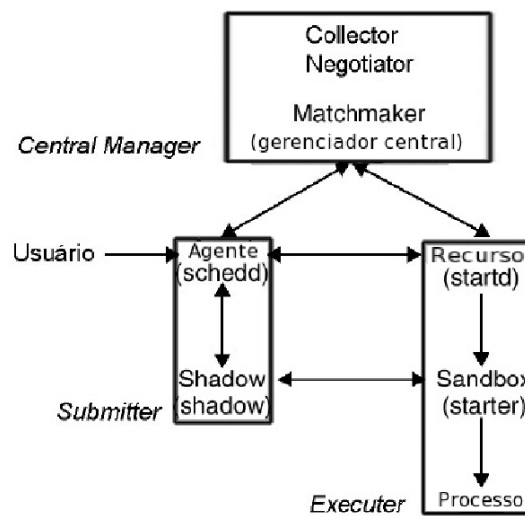 Collector
Negotiator
Matchmaker
(gerenciador central)
Central Manager
Usuário
Agente
(schedd)
Recurso
(startd)
Shadow
(shadow)
Sandbox
(starter)
Submitter
Processo
Executer